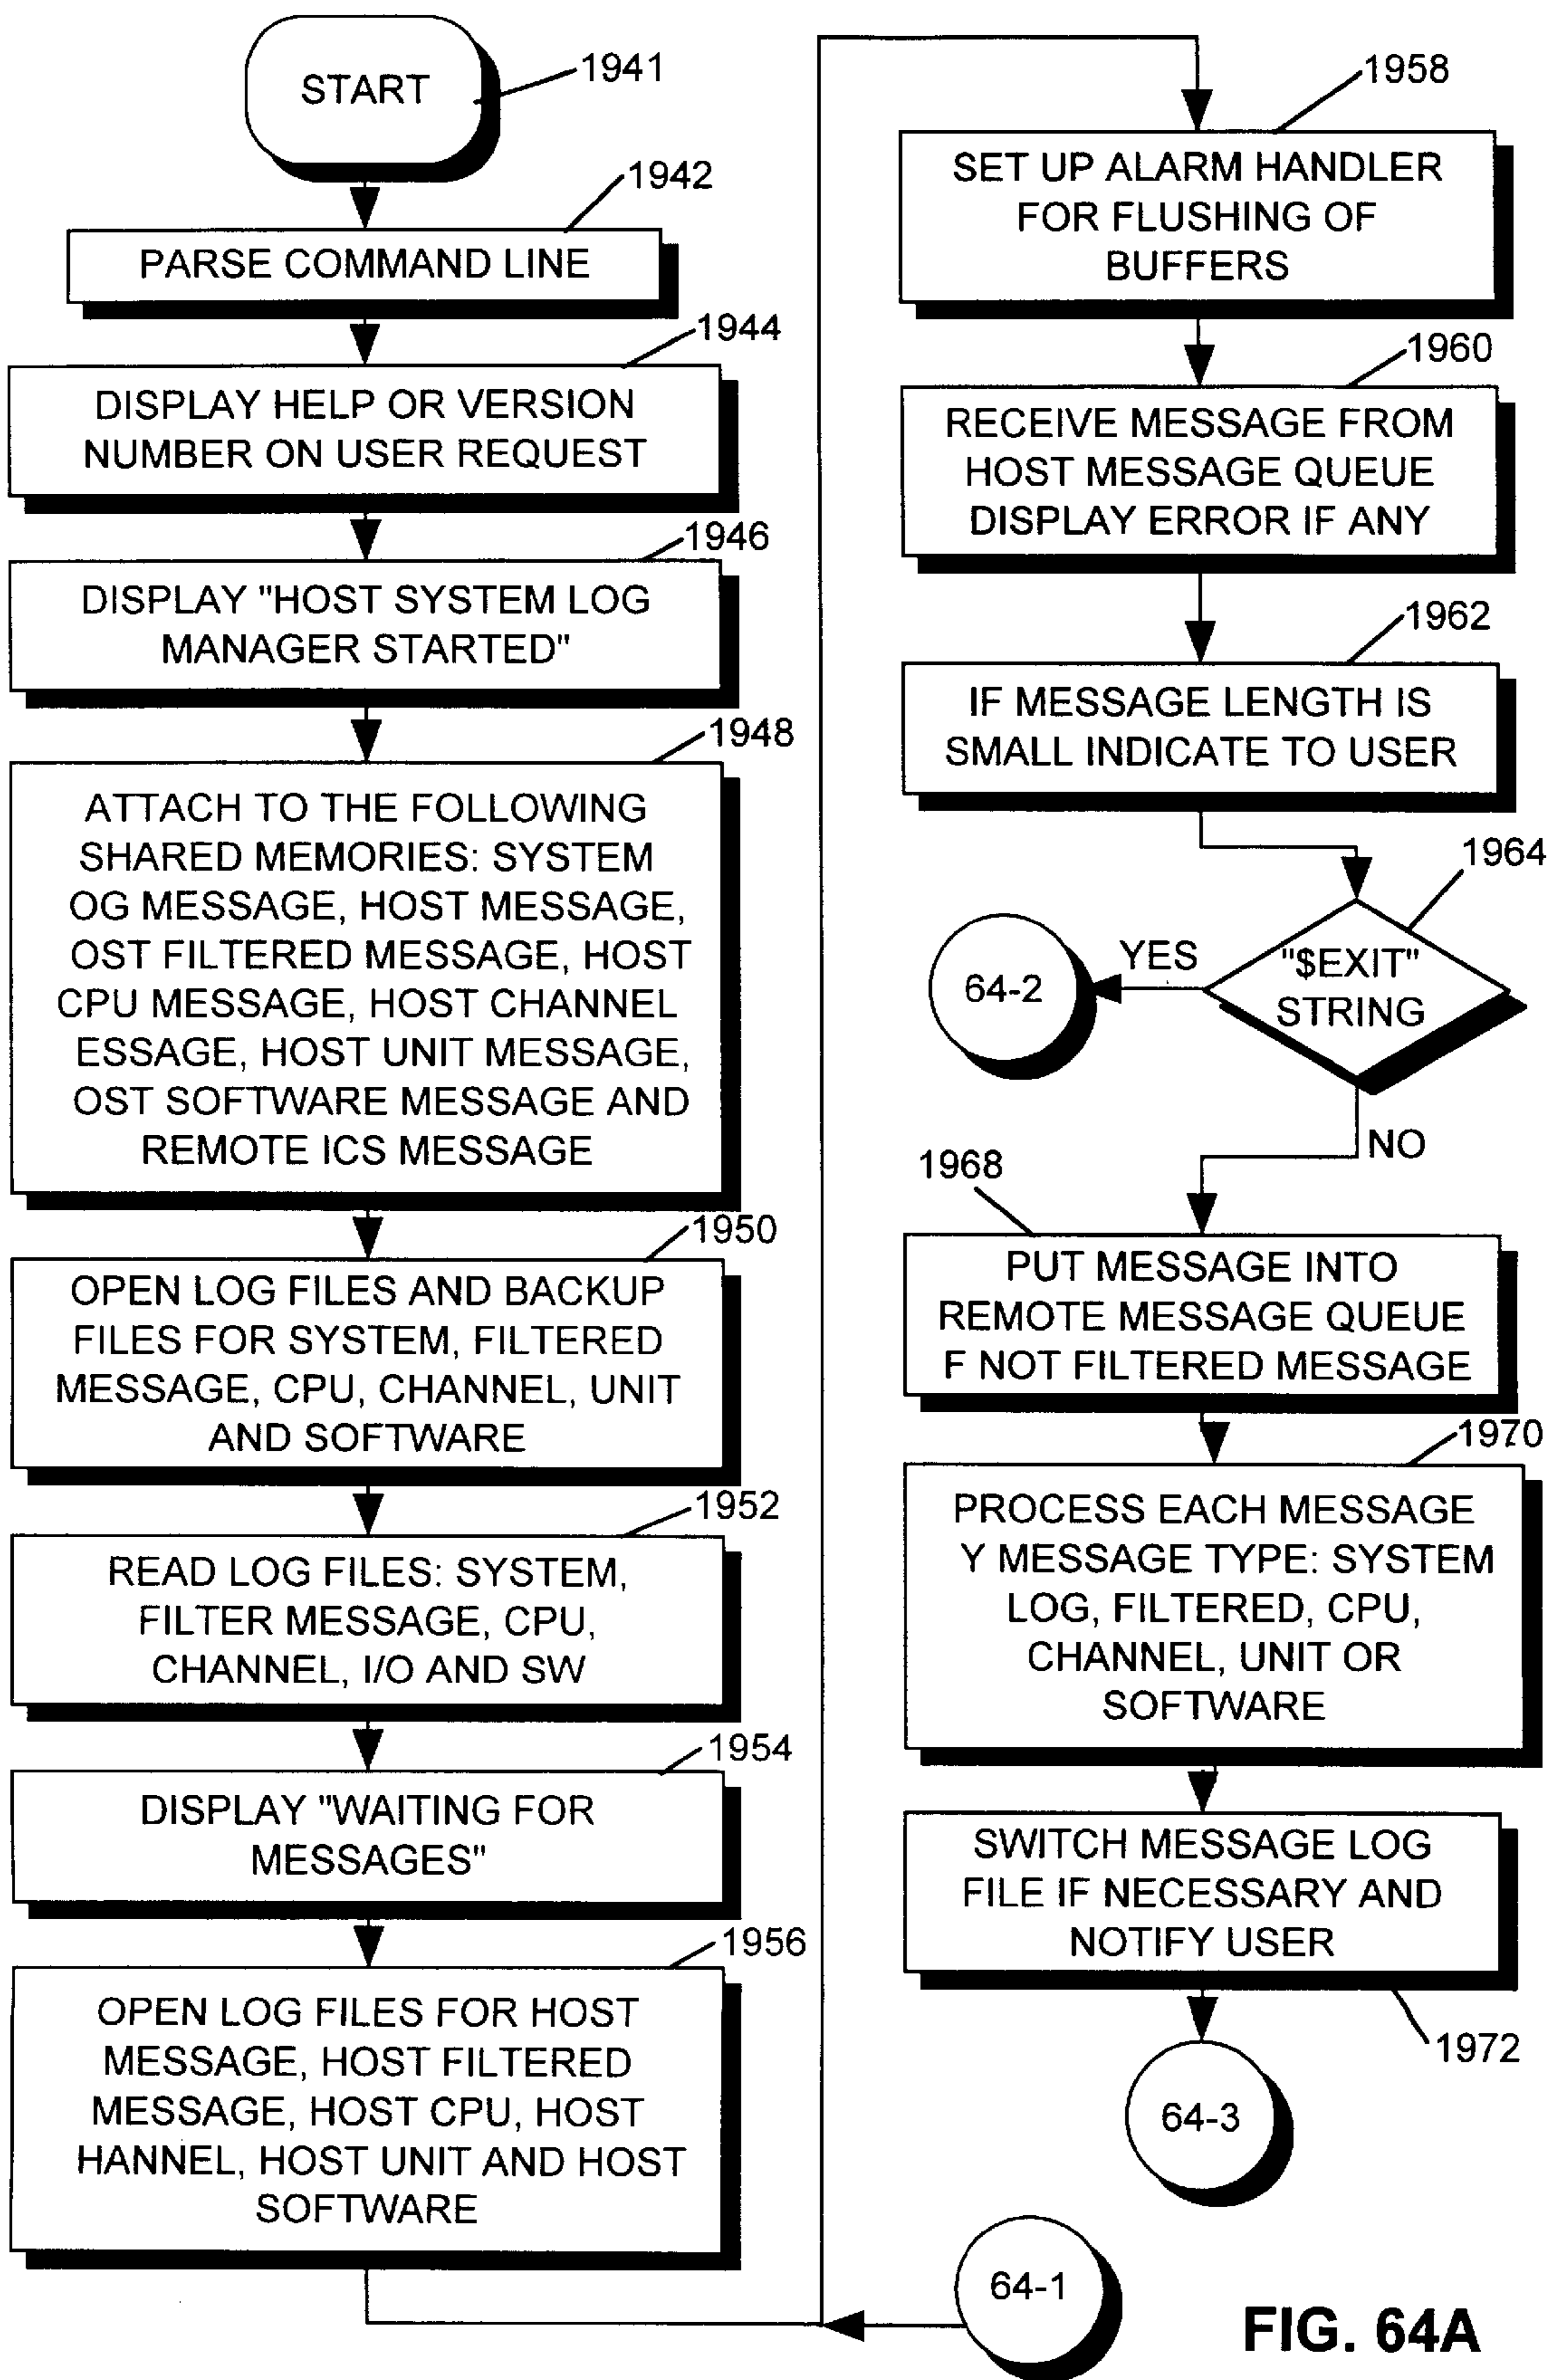 START
1941
1942
PARSE COMMAND LINE
1944
DISPLAY HELP OR VERSION
NUMBER ON USER REQUEST
1946
DISPLAY "HOST SYSTEM LOG
MANAGER STARTED"
1948
ATTACH TO THE FOLLOWING
SHARED MEMORIES: SYSTEM
OG MESSAGE, HOST MESSAGE,
OST FILTERED MESSAGE, HOST
CPU MESSAGE, HOST CHANNEL
ESSAGE, HOST UNIT MESSAGE,
OST SOFTWARE MESSAGE AND
REMOTE ICS MESSAGE
1950
OPEN LOG FILES AND BACKUP
FILES FOR SYSTEM, FILTERED
MESSAGE, CPU, CHANNEL, UNIT
AND SOFTWARE
1952
READ LOG FILES: SYSTEM,
FILTER MESSAGE, CPU,
CHANNEL, I/O AND SW
1954
DISPLAY "WAITING FOR
MESSAGES"
1956
OPEN LOG FILES FOR HOST
MESSAGE, HOST FILTERED
MESSAGE, HOST CPU, HOST
HANNEL, HOST UNIT AND HOST
SOFTWARE
1958
SET UP ALARM HANDLER
FOR FLUSHING OF
BUFFERS
1960
RECEIVE MESSAGE FROM
HOST MESSAGE QUEUE
DISPLAY ERROR IF ANY
1962
IF MESSAGE LENGTH IS
SMALL INDICATE TO USER
1964
"$EXIT"
STRING
YES
64-2
NO
1968
PUT MESSAGE INTO
REMOTE MESSAGE QUEUE
F NOT FILTERED MESSAGE
1970
PROCESS EACH MESSAGE
Y MESSAGE TYPE: SYSTEM
LOG, FILTERED, CPU,
CHANNEL, UNIT OR
SOFTWARE
SWITCH MESSAGE LOG
FILE IF NECESSARY AND
NOTIFY USER
1972
64-3
64-1
FIG. 64A